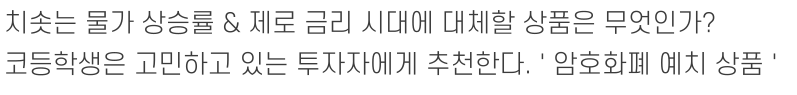 치솟는 물가 상승률 & 제로 금리 시대에 대체할 상품은 무엇인가?
코등학생은 고민하고 있는 투자자에게 추천한다. ' 암호화폐 예치 상품 '